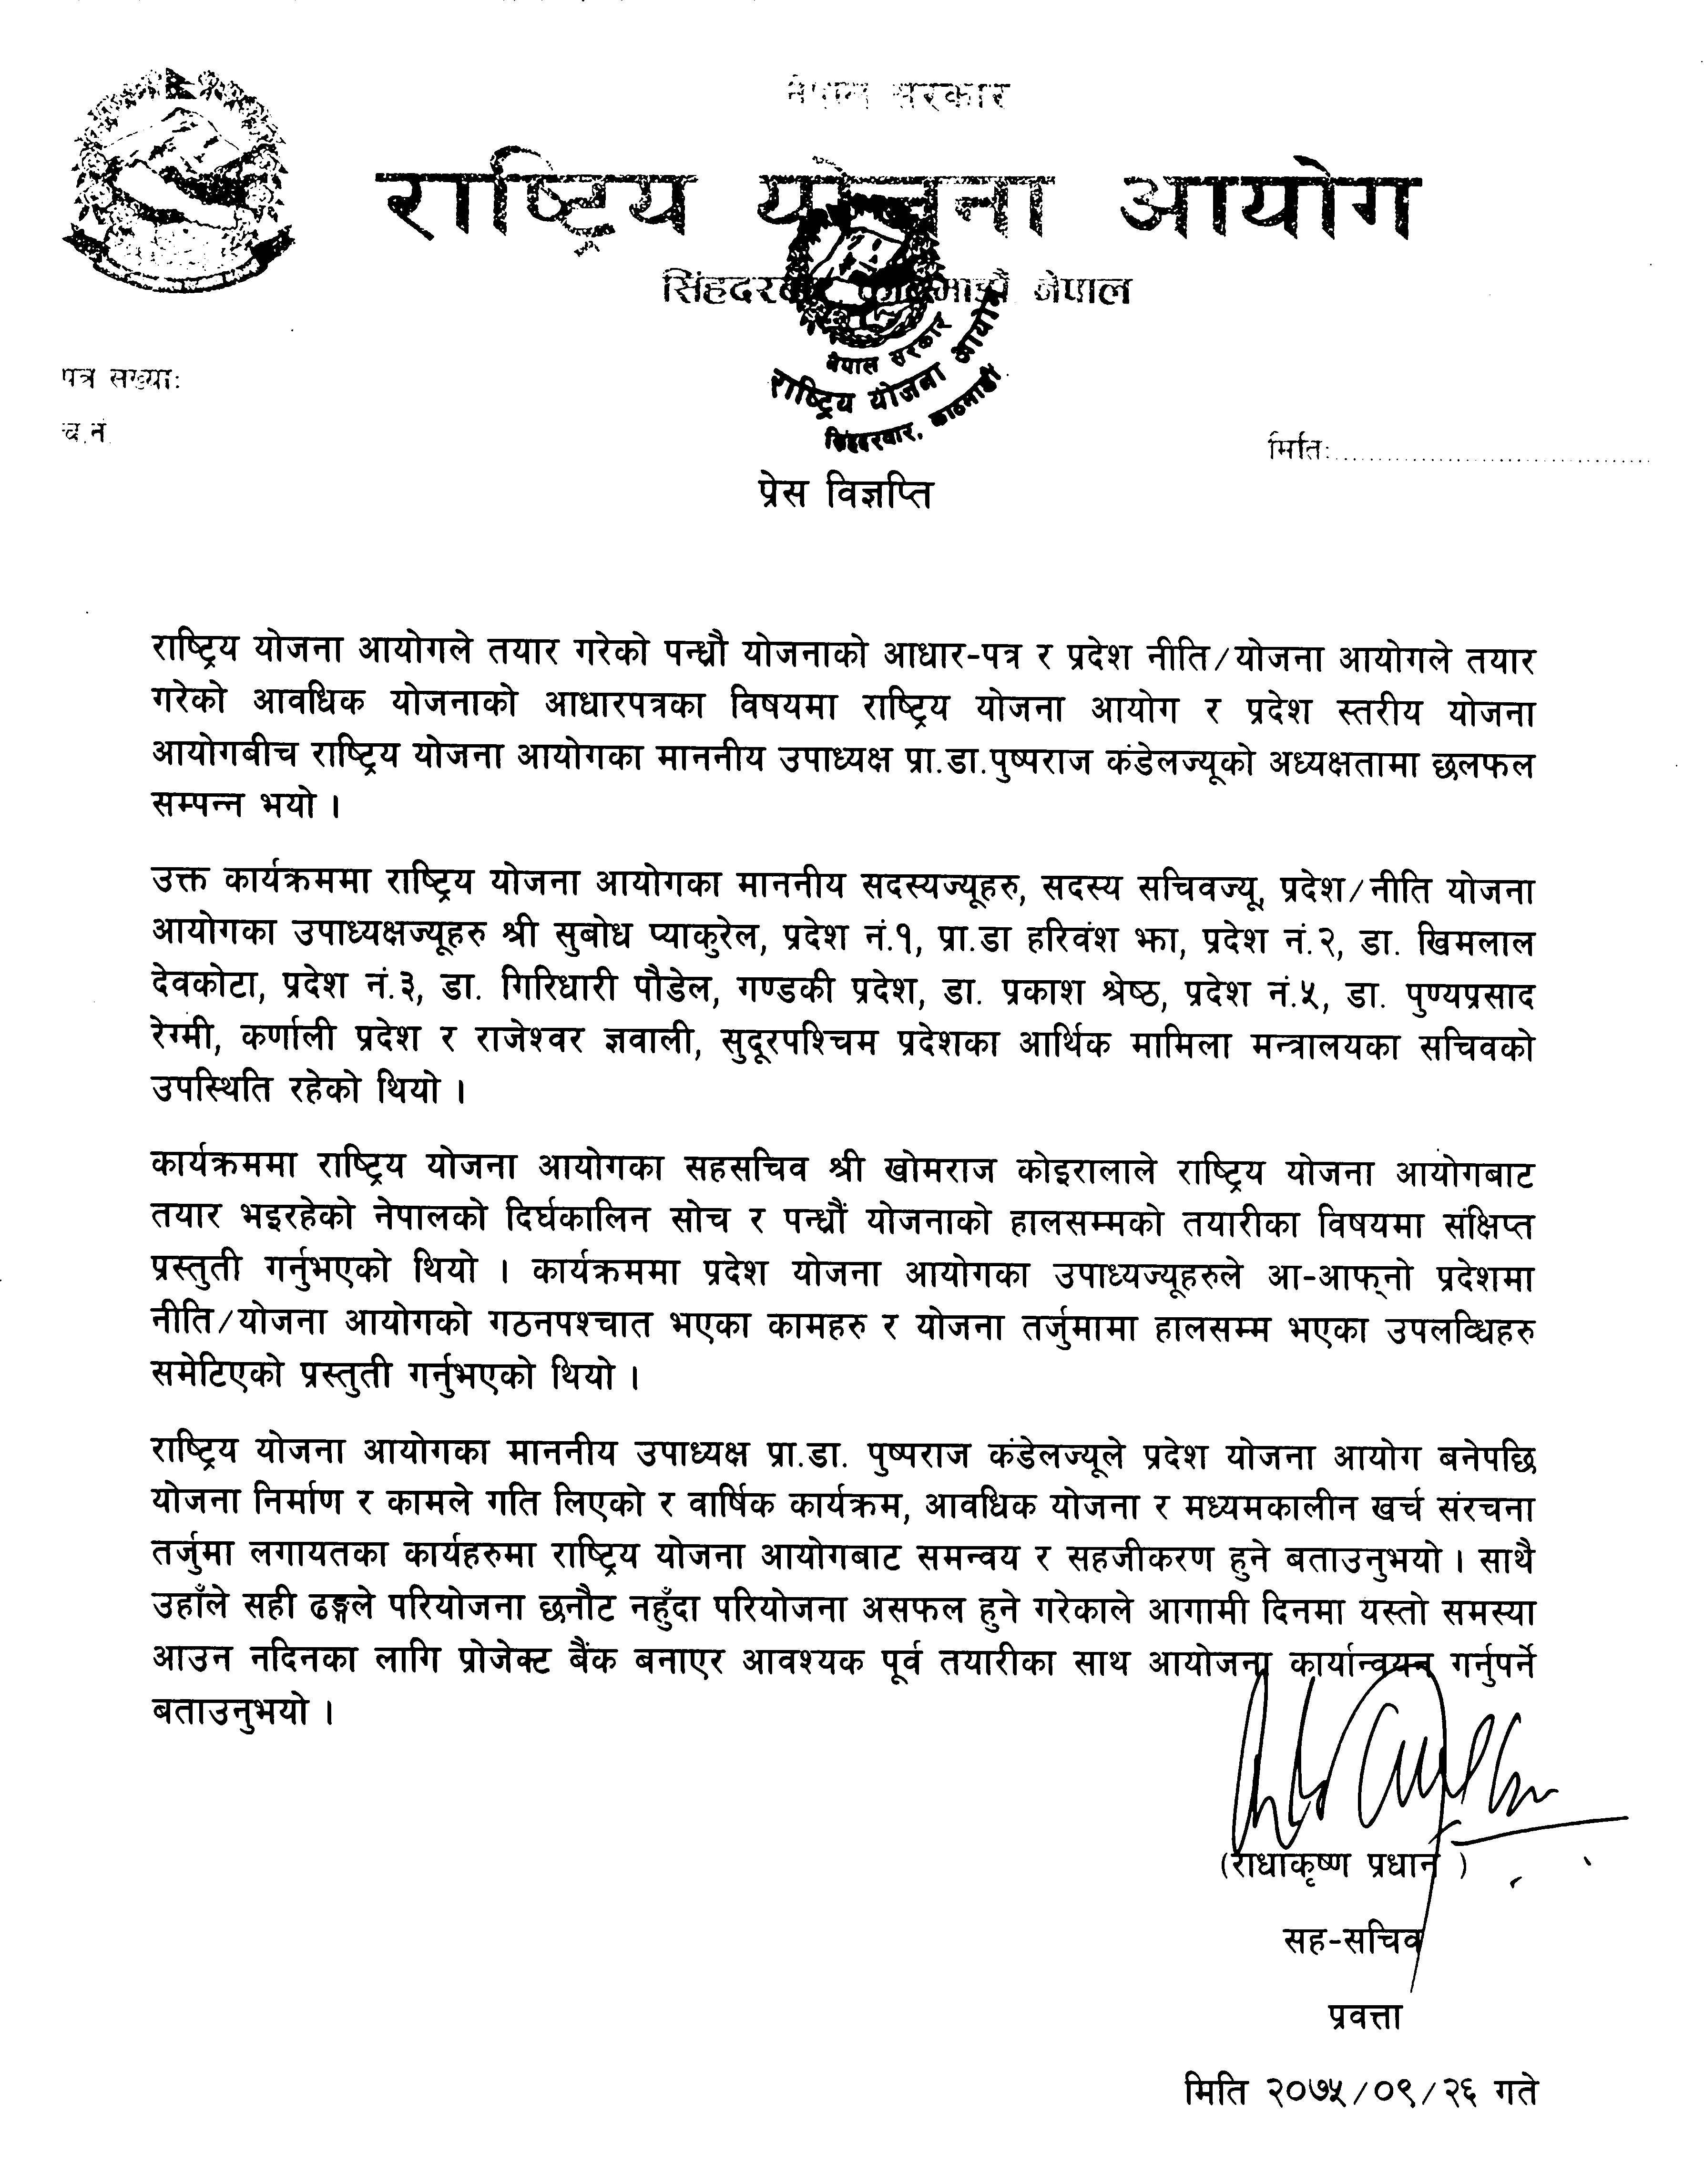 नेपाल सरकार
राष्ट्रिय योजना आयोग
सिंहदरबार, काठमाडौं नेपाल
नेपाल सरकार
राष्ट्रिय योजना आयोग
सिंहदरवार, काठमाडौं
पत्र सख्याः
च.नं.
मितिः
प्रेस विज्ञप्ति
राष्ट्रिय योजना आयोगले तयार गरेको पन्ध्रौ योजनाको आधार-पत्र र प्रदेश नीति/योजना आयोगले तयार
गरेको आवधिक योजनाको आधारपत्रका विषयमा राष्ट्रिय योजना आयोग र प्रदेश स्तरीय योजना
आयोगबीच राष्ट्रिय योजना आयोगका माननीय उपाध्यक्ष प्रा.डा.पुष्पराज कंडेलज्यूको अध्यक्षतामा छलफल
सम्पन्न भयो ।
उक्त कार्यक्रममा राष्ट्रिय योजना आयोगका माननीय सदस्यज्यूहरु, सदस्य सचिवज्यू, प्रदेश/नीति योजना
आयोगका उपाध्यक्षज्यूहरु श्री सुबोध प्याकुरेल, प्रदेश नं.१, प्रा.डा हरिवंश झा, प्रदेश नं.२, डा. खिमलाल
देवकोटा, प्रदेश नं.३, डा. गिरिधारी पौडेल, गण्डकी प्रदेश, डा. प्रकाश श्रेष्ठ, प्रदेश नं.५, डा. पुण्यप्रसाद
रेग्मी, कर्णाली प्रदेश र राजेश्वर ज्ञवाली, सुदूरपश्चिम प्रदेशका आर्थिक मामिला मन्त्रालयका सचिवको
उपस्थिति रहेको थियो ।
कार्यक्रममा राष्ट्रिय योजना आयोगका सहसचिव श्री खोमराज कोइरालाले राष्ट्रिय योजना आयोगबाट
तयार भइरहेको नेपालको दिर्घकालिन सोच र पन्ध्रौं योजनाको हालसम्मको तयारीका विषयमा संक्षिप्त
प्रस्तुती गर्नुभएको थियो । कार्यक्रममा प्रदेश योजना आयोगका उपाध्यज्यूहरुले आ-आफ्‌नो प्रदेशमा
नीति/योजना आयोगको गठनपश्चात भएका कामहरु र योजना तर्जुमामा हालसम्म भएका उपलव्धिहरु
समेटिएको प्रस्तुती गर्नुभएको थियो ।
राष्ट्रिय योजना आयोगका माननीय उपाध्यक्ष प्रा.डा. पुष्पराज कंडेलज्यूले प्रदेश योजना आयोग बनेपछि
योजना निर्माण र कामले गति लिएको र वार्षिक कार्यक्रम, आवधिक योजना र मध्यमकालीन खर्च संरचना
तर्जुमा लगायतका कार्यहरुमा राष्ट्रिय योजना आयोगबाट समन्वय र सहजीकरण हुने बताउनुभयो । साथै
उहाँले सही ढङ्गले परियोजना छनौट नहुँदा परियोजना असफल हुने गरेकाले आगामी दिनमा यस्तो समस्या
आउन नदिनका लागि प्रोजेक्ट बैंक बनाएर आवश्यक पूर्व तयारीका साथ आयोजना कार्यान्वयन गर्नुपर्ने
बताउनुभयो ।
(राधाकृष्ण प्रधान )
सह-सचिव
प्रवत्ता
मिति २०७५/०९/२६ गते